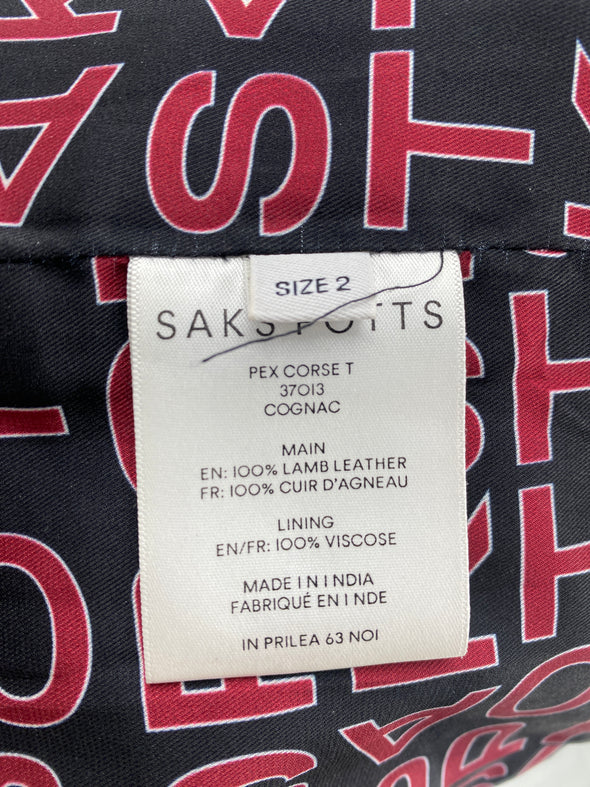 SIZE 2
SAKS POTTS
PEX CORSE T
37013
COGNAC
MAIN
EN: 100% LAMB LEATHER
FR: 100% CUIR D'AGNEAU
LINING
EN/FR: 100% VISCOSE
MADE IN INDIA
FABRIQUÉ EN INDE
IN PRILEA 63 NOI